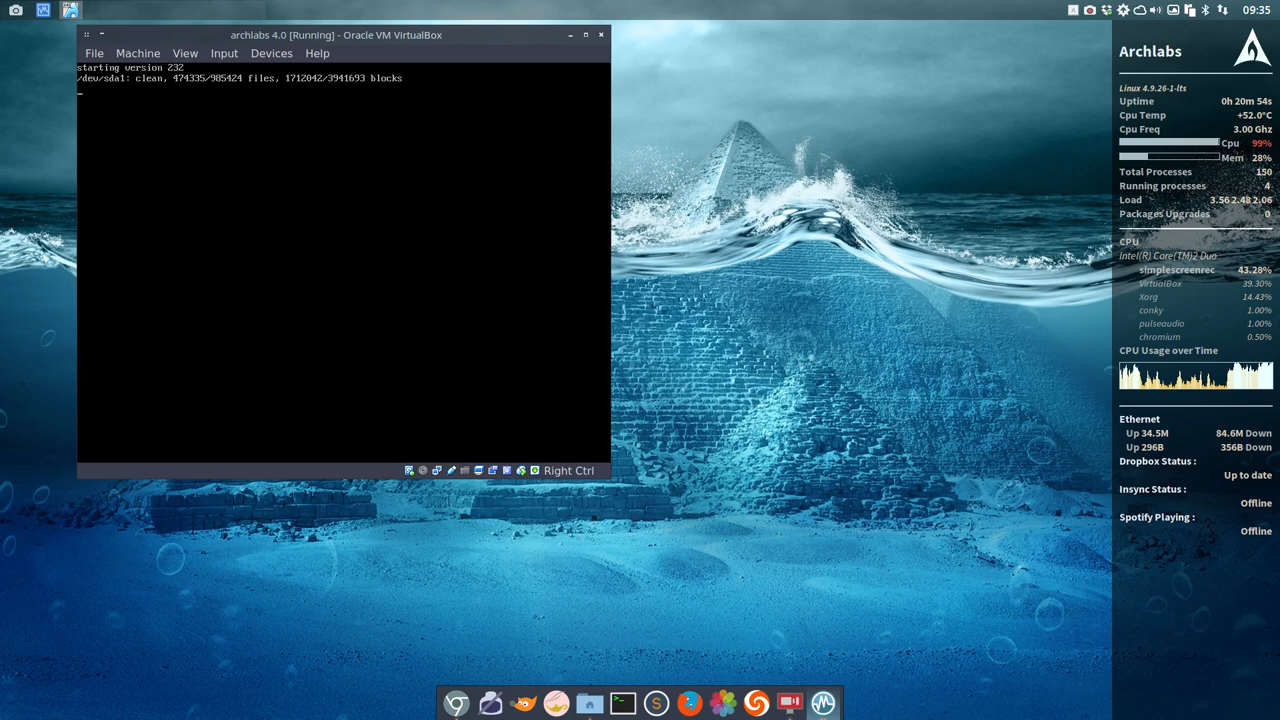 09:35
archlabs 4.0 [Running] - Oracle VM VirtualBox
File Machine View Input Devices Help
starting version 232
/dev/sda1: clean, 474335/985424 files, 1712042/3941693 blocks
Right Ctrl
Archlabs
Linux 4.9.26-1-lts
Uptime 0h 20m 54s
Cpu Temp +52.0°C
Cpu Freq 3.00 Ghz
Cpu 99%
Mem 28%
Total Processes 150
Running processes 4
Load 3.56 2.48 2.06
Packages Upgrades 0
CPU
Intel(R) Core(TM)2 Duo
simplescreenrec 43.28%
VirtualBox 39.30%
Xorg 14.43%
conky 1.00%
pulseaudio 1.00%
chromium 0.50%
CPU Usage over Time
Ethernet
Up 34.5M 84.6M Down
Up 296B 356B Down
Dropbox Status :
Up to date
Insync Status :
Offline
Spotify Playing :
Offline